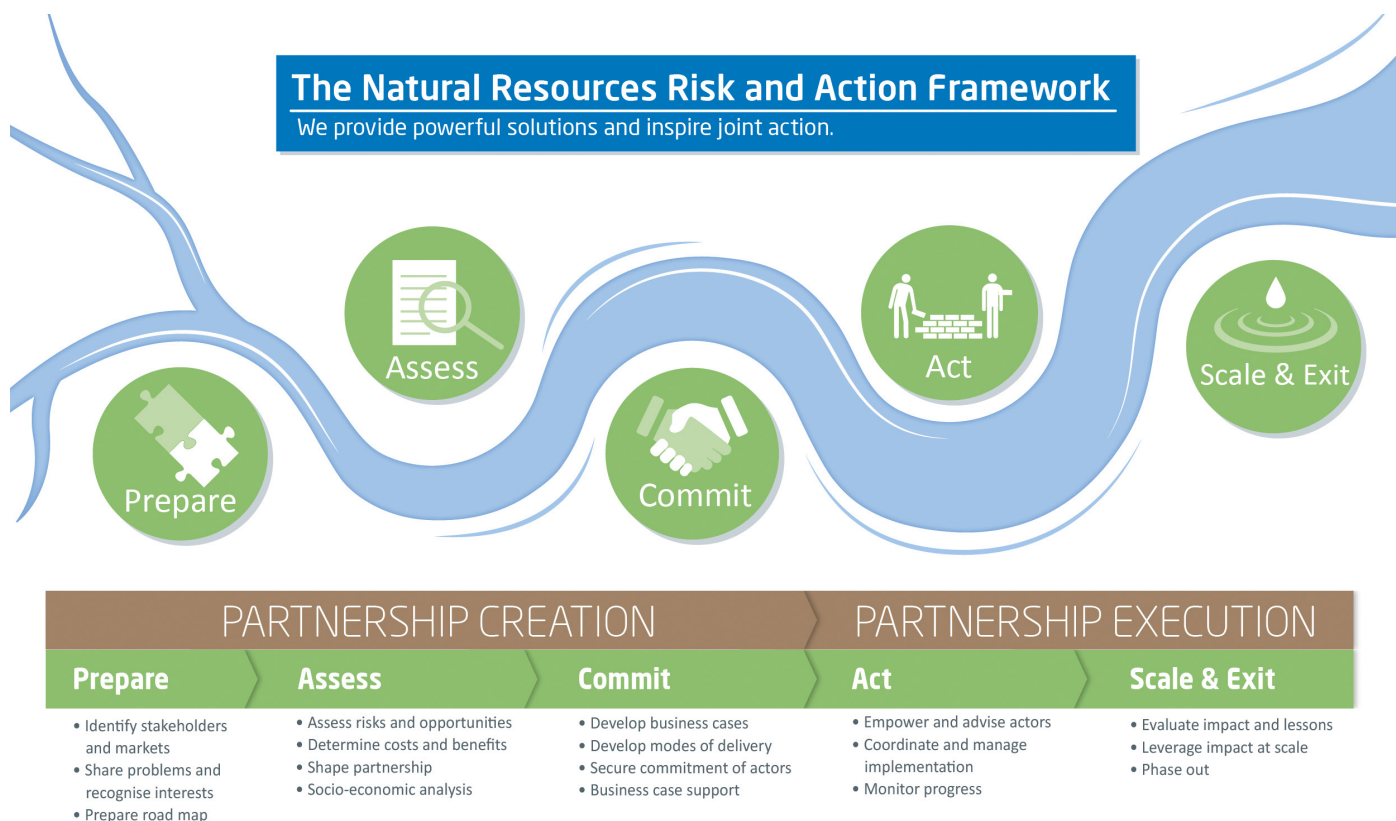 The Natural Resources Risk and Action Framework
We provide powerful solutions and inspire joint action.
Assess
Act
Scale & Exit
Prepare
Commit
PARTNERSHIP CREATION
PARTNERSHIP EXECUTION
Prepare
• Identify stakeholders
and markets
• Share problems and
recognise interests
• Prepare road map
Assess
• Assess risks and opportunities
• Determine costs and benefits
• Shape partnership
• Socio-economic analysis
Commit
• Develop business cases
• Develop modes of delivery
• Secure commitment of actors
• Business case support
Act
• Empower and advise actors
• Coordinate and manage
implementation
• Monitor progress
Scale & Exit
• Evaluate impact and lessons
• Leverage impact at scale
• Phase out